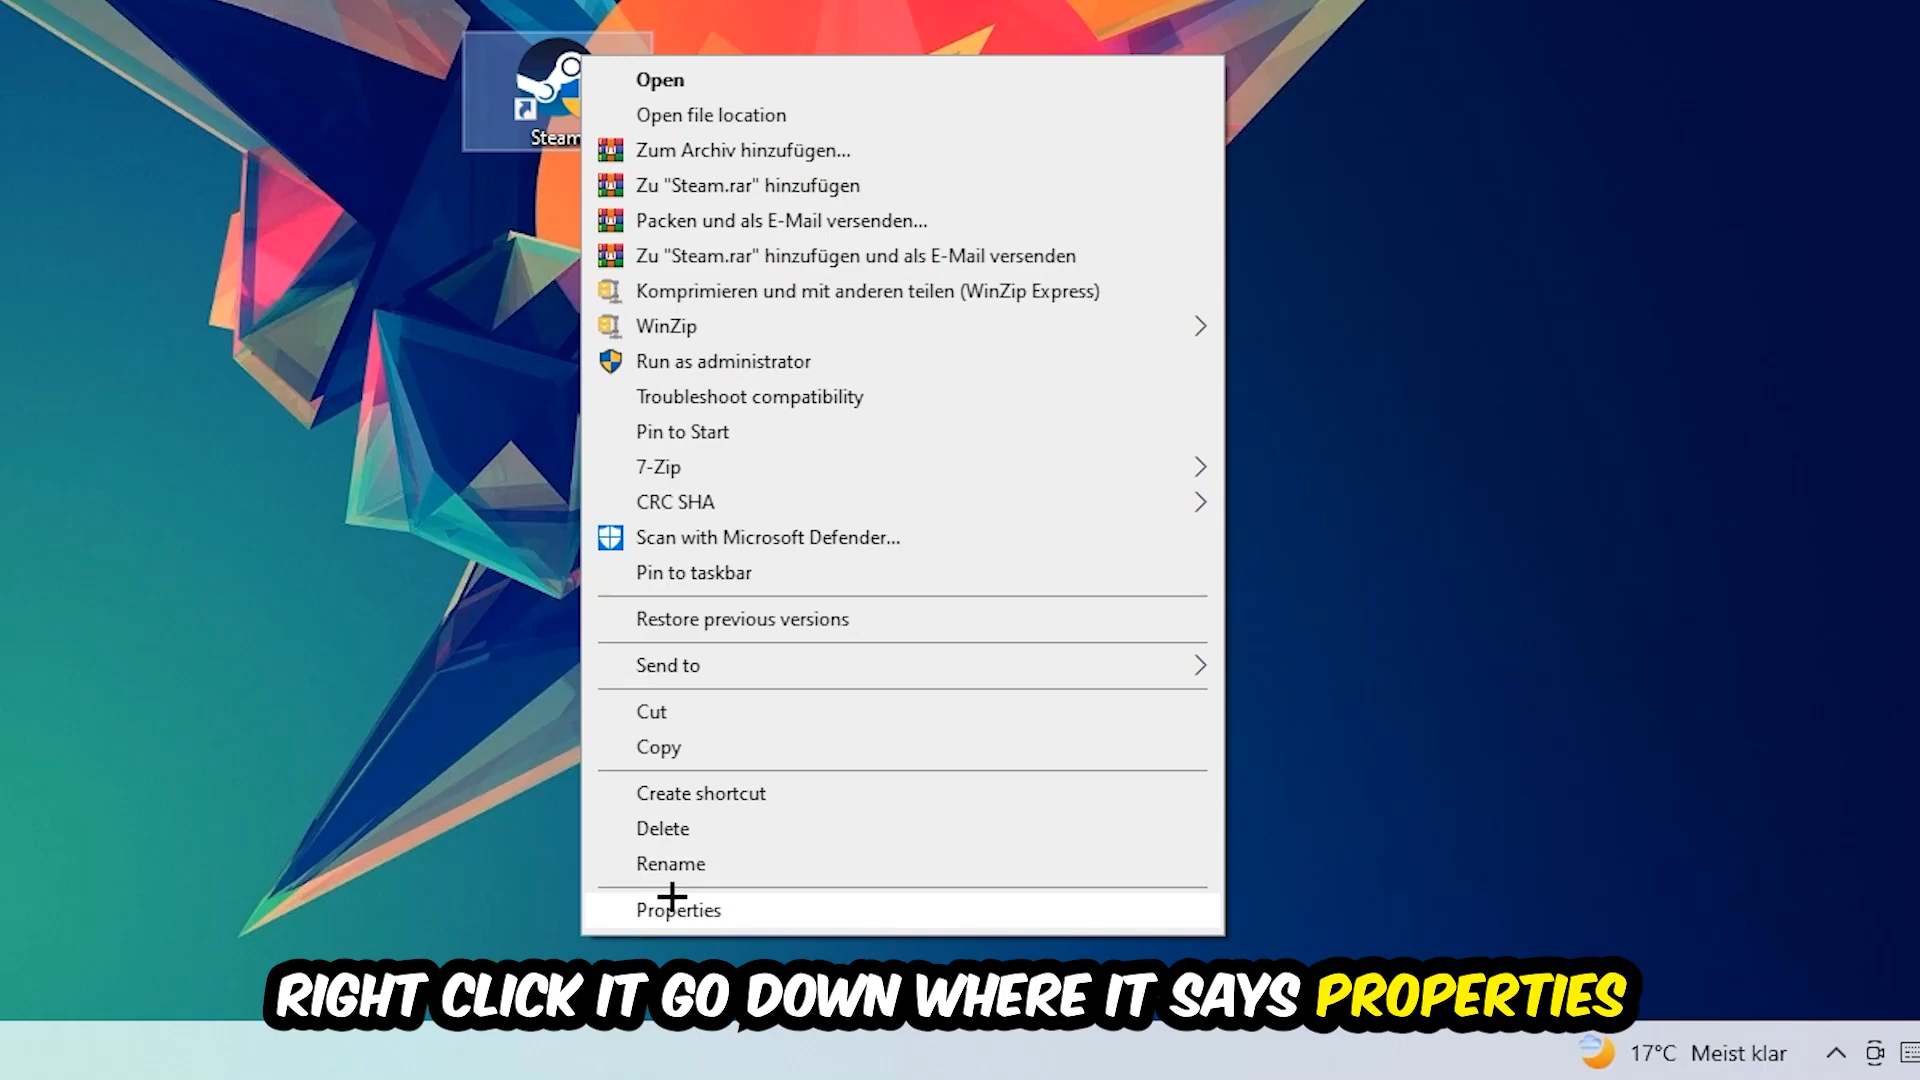 Steam
Open
Open file location
Zum Archiv hinzufügen...
Zu "Steam.rar" hinzufügen
Packen und als E-Mail versenden...
Zu "Steam.rar" hinzufügen und als E-Mail versenden
Komprimieren und mit anderen teilen (WinZip Express)
WinZip
Run as administrator
Troubleshoot compatibility
Pin to Start
7-Zip
CRC SHA
Scan with Microsoft Defender...
Pin to taskbar
Restore previous versions
Send to
Cut
Copy
Create shortcut
Delete
Rename
Properties
RIGHT CLICK IT GO DOWN WHERE IT SAYS PROPERTIES
17°C Meist klar